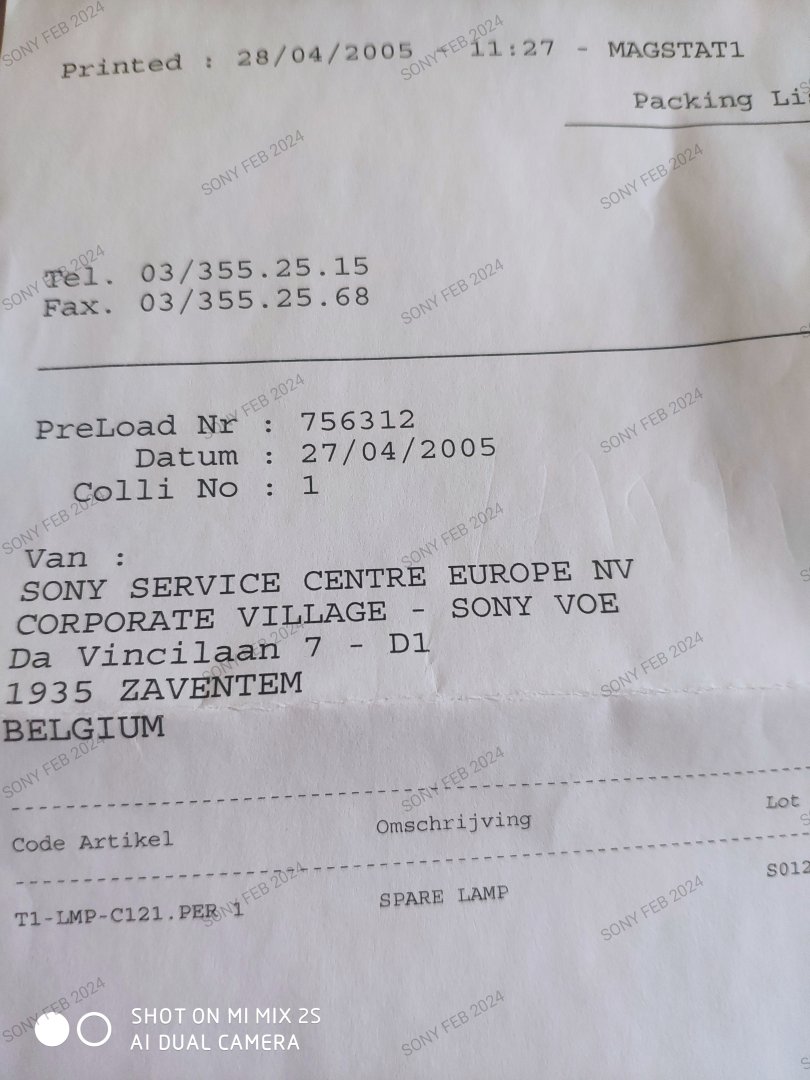 Printed : 28/04/2005 - 11:27 - MAGSTAT1
Packing Li
Tel. 03/355.25.15
Fax. 03/355.25.68
PreLoad Nr : 756312
Datum : 27/04/2005
Colli No : 1
Van :
SONY SERVICE CENTRE EUROPE NV
CORPORATE VILLAGE - SONY VOE
Da Vincilaan 7 - D1
1935 ZAVENTEM
BELGIUM
Code Artikel Omschrijving Lot
T1-LMP-C121.PER 1 SPARE LAMP S012
SHOT ON MI MIX 2S
AI DUAL CAMERA
SONY FEB 2024